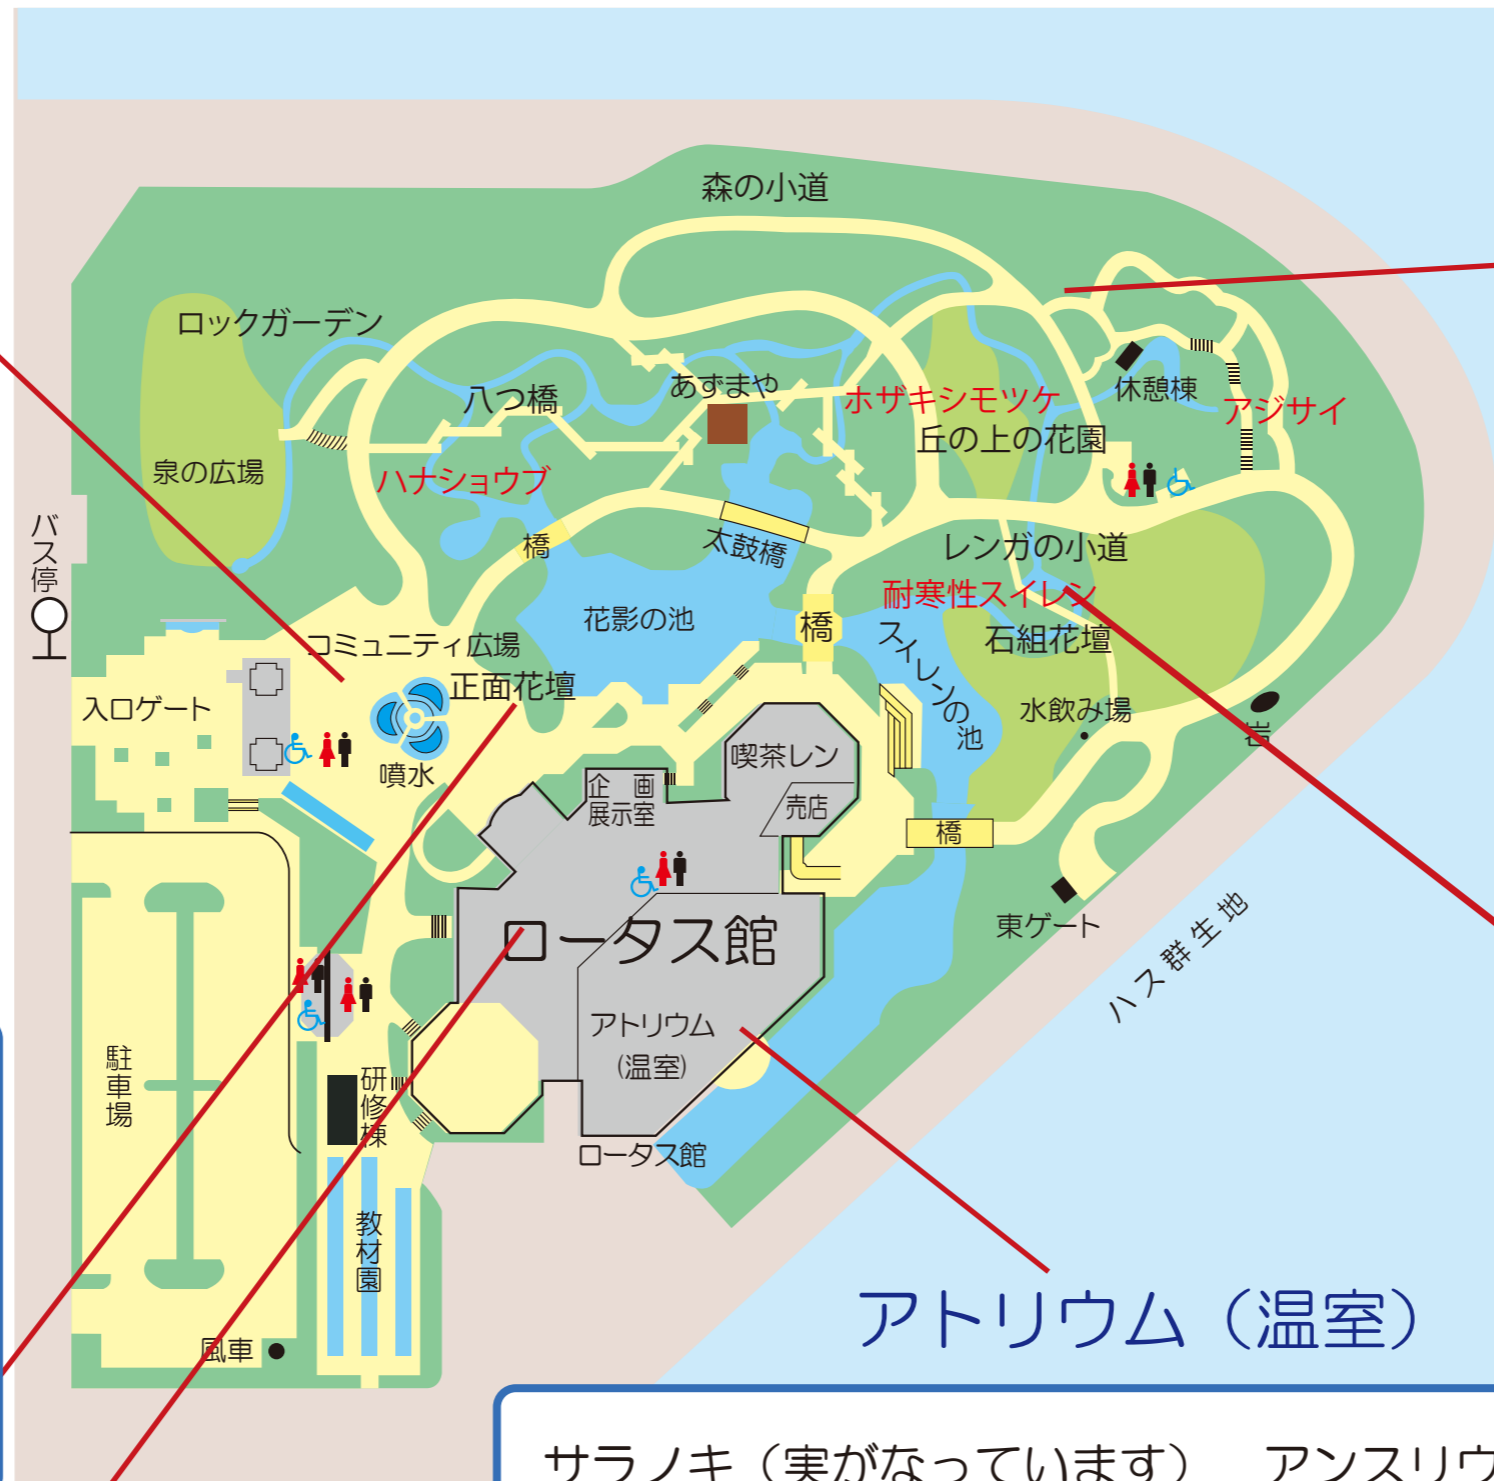 森の小道
ロックガーデン
あずまや
八つ橋
ホザキシモツケ
休憩棟
アジサイ
丘の上の花園
泉の広場
ハナショウブ
バス停
橋
太鼓橋
レンガの小道
耐寒性スイレン
花影の池
橋
スイレンの池
石組花壇
コミュニティ広場
正面花壇
入口ゲート
水飲み場
岩
噴水
喫茶レン
企画
展示室
売店
橋
東ゲート
ハス群生地
ロータス館
アトリウム
(温室)
駐車場
研修棟
ロータス館
教材園
風車
アトリウム（温室）
サラノキ（実がなっています）　アンスリウ